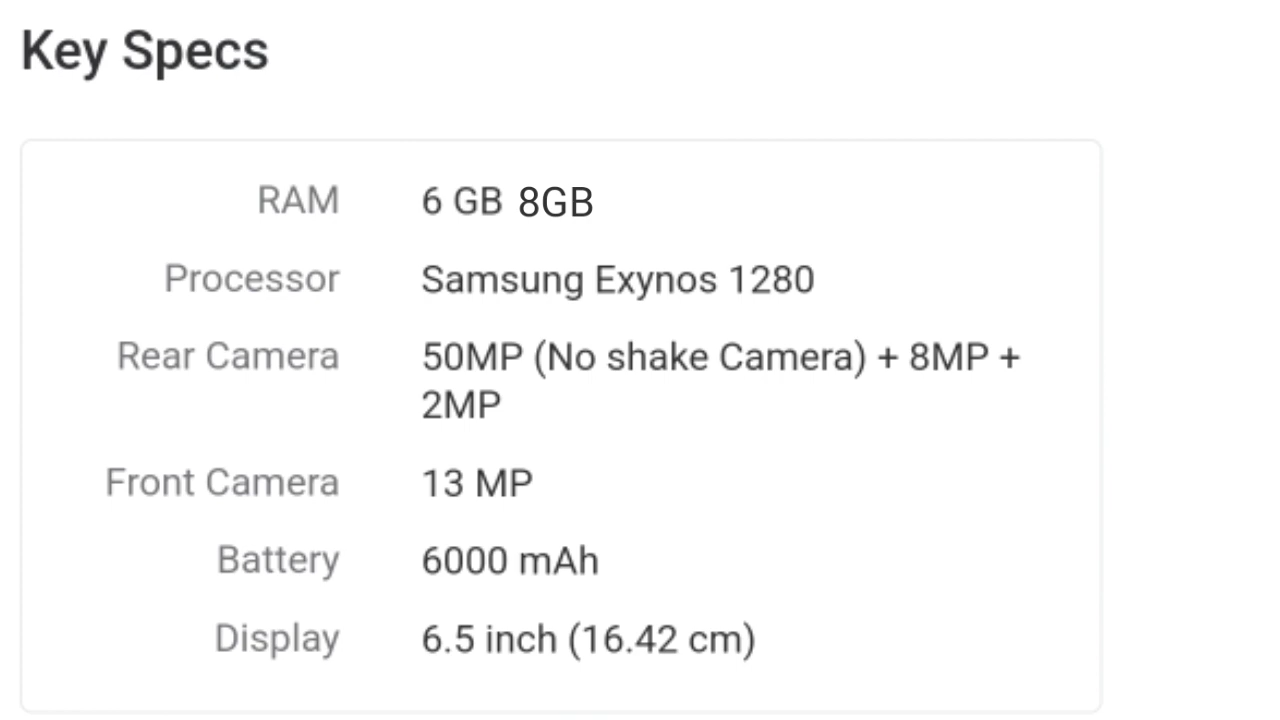 Key Specs
RAM 6 GB 8GB
Processor Samsung Exynos 1280
Rear Camera 50MP (No shake Camera) + 8MP +
2MP
Front Camera 13 MP
Battery 6000 mAh
Display 6.5 inch (16.42 cm)